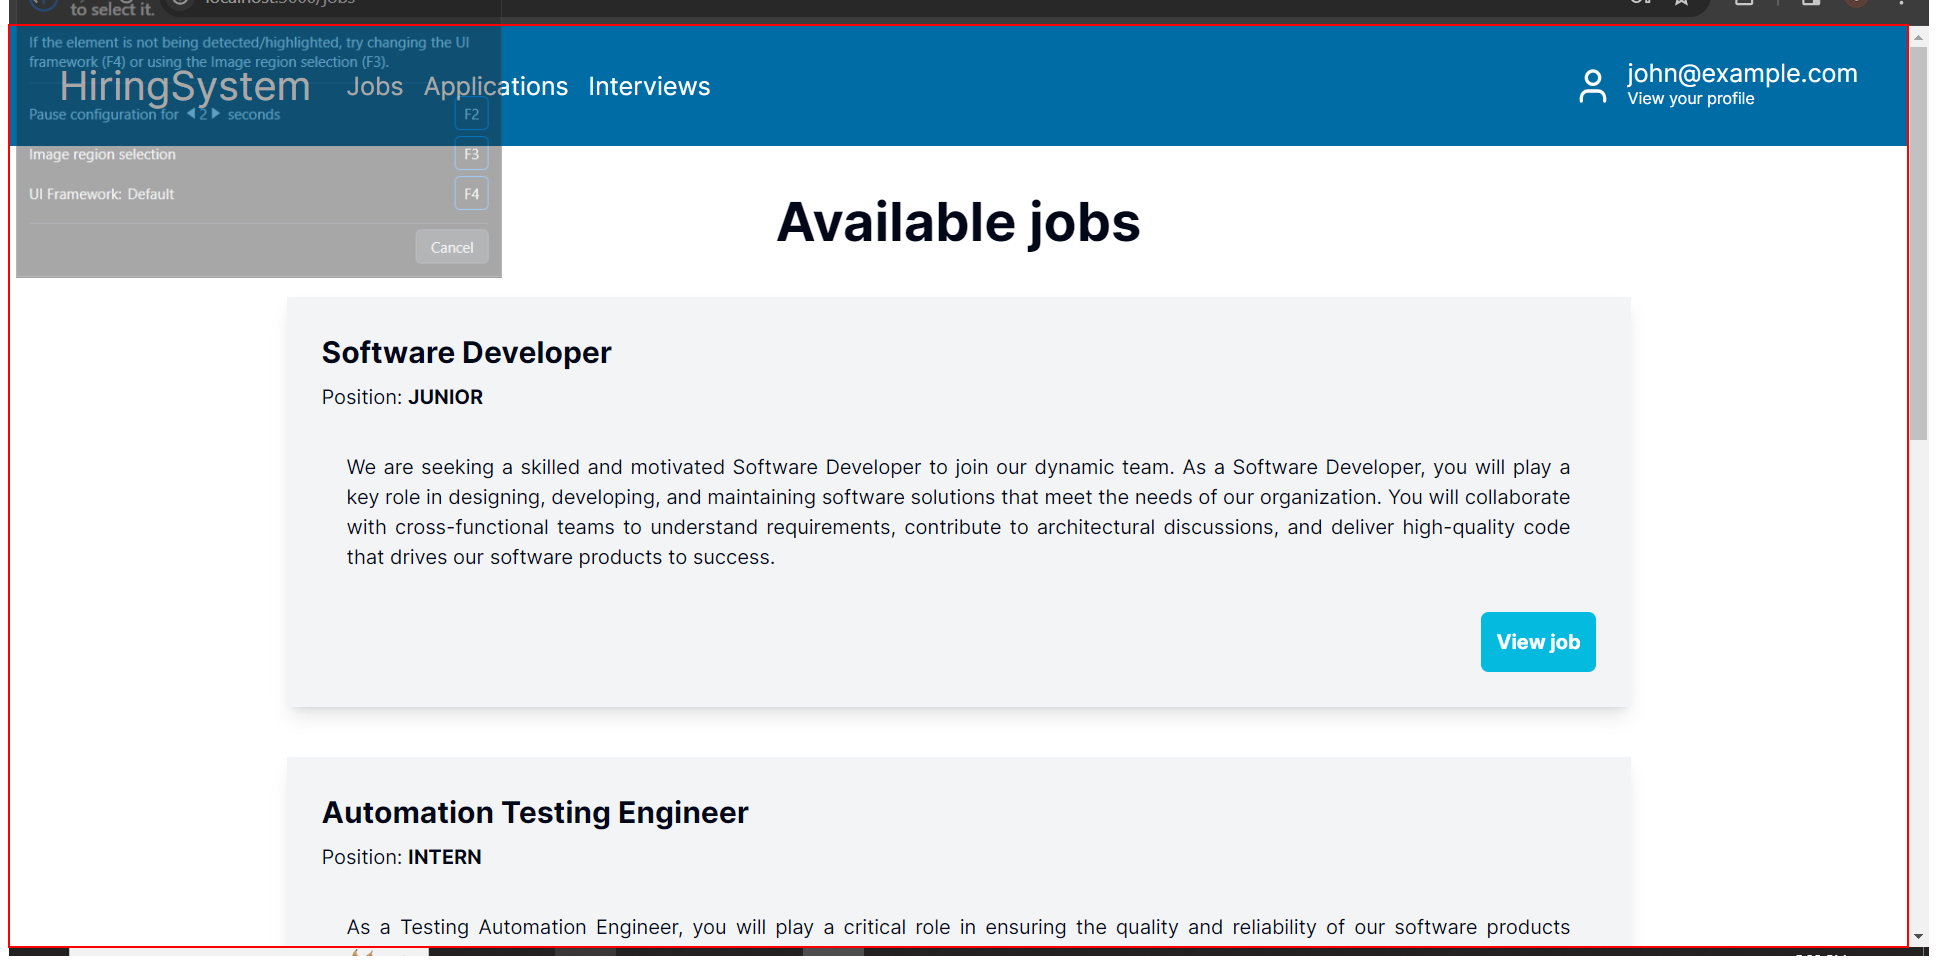 to select it.
If the element is not being detected/highlighted, try changing the UI
framework (F4) or using the Image region selection (F3).
HiringSystem Jobs Applications Interviews
john@example.com
View your profile
Pause configuration for 2 seconds F2
Image region selection F3
UI Framework: Default F4
Cancel
Available jobs
Software Developer
Position: JUNIOR
We are seeking a skilled and motivated Software Developer to join our dynamic team. As a Software Developer, you will play a
key role in designing, developing, and maintaining software solutions that meet the needs of our organization. You will collaborate
with cross-functional teams to understand requirements, contribute to architectural discussions, and deliver high-quality code
that drives our software products to success.
View job
Automation Testing Engineer
Position: INTERN
As a Testing Automation Engineer, you will play a critical role in ensuring the quality and reliability of our software products